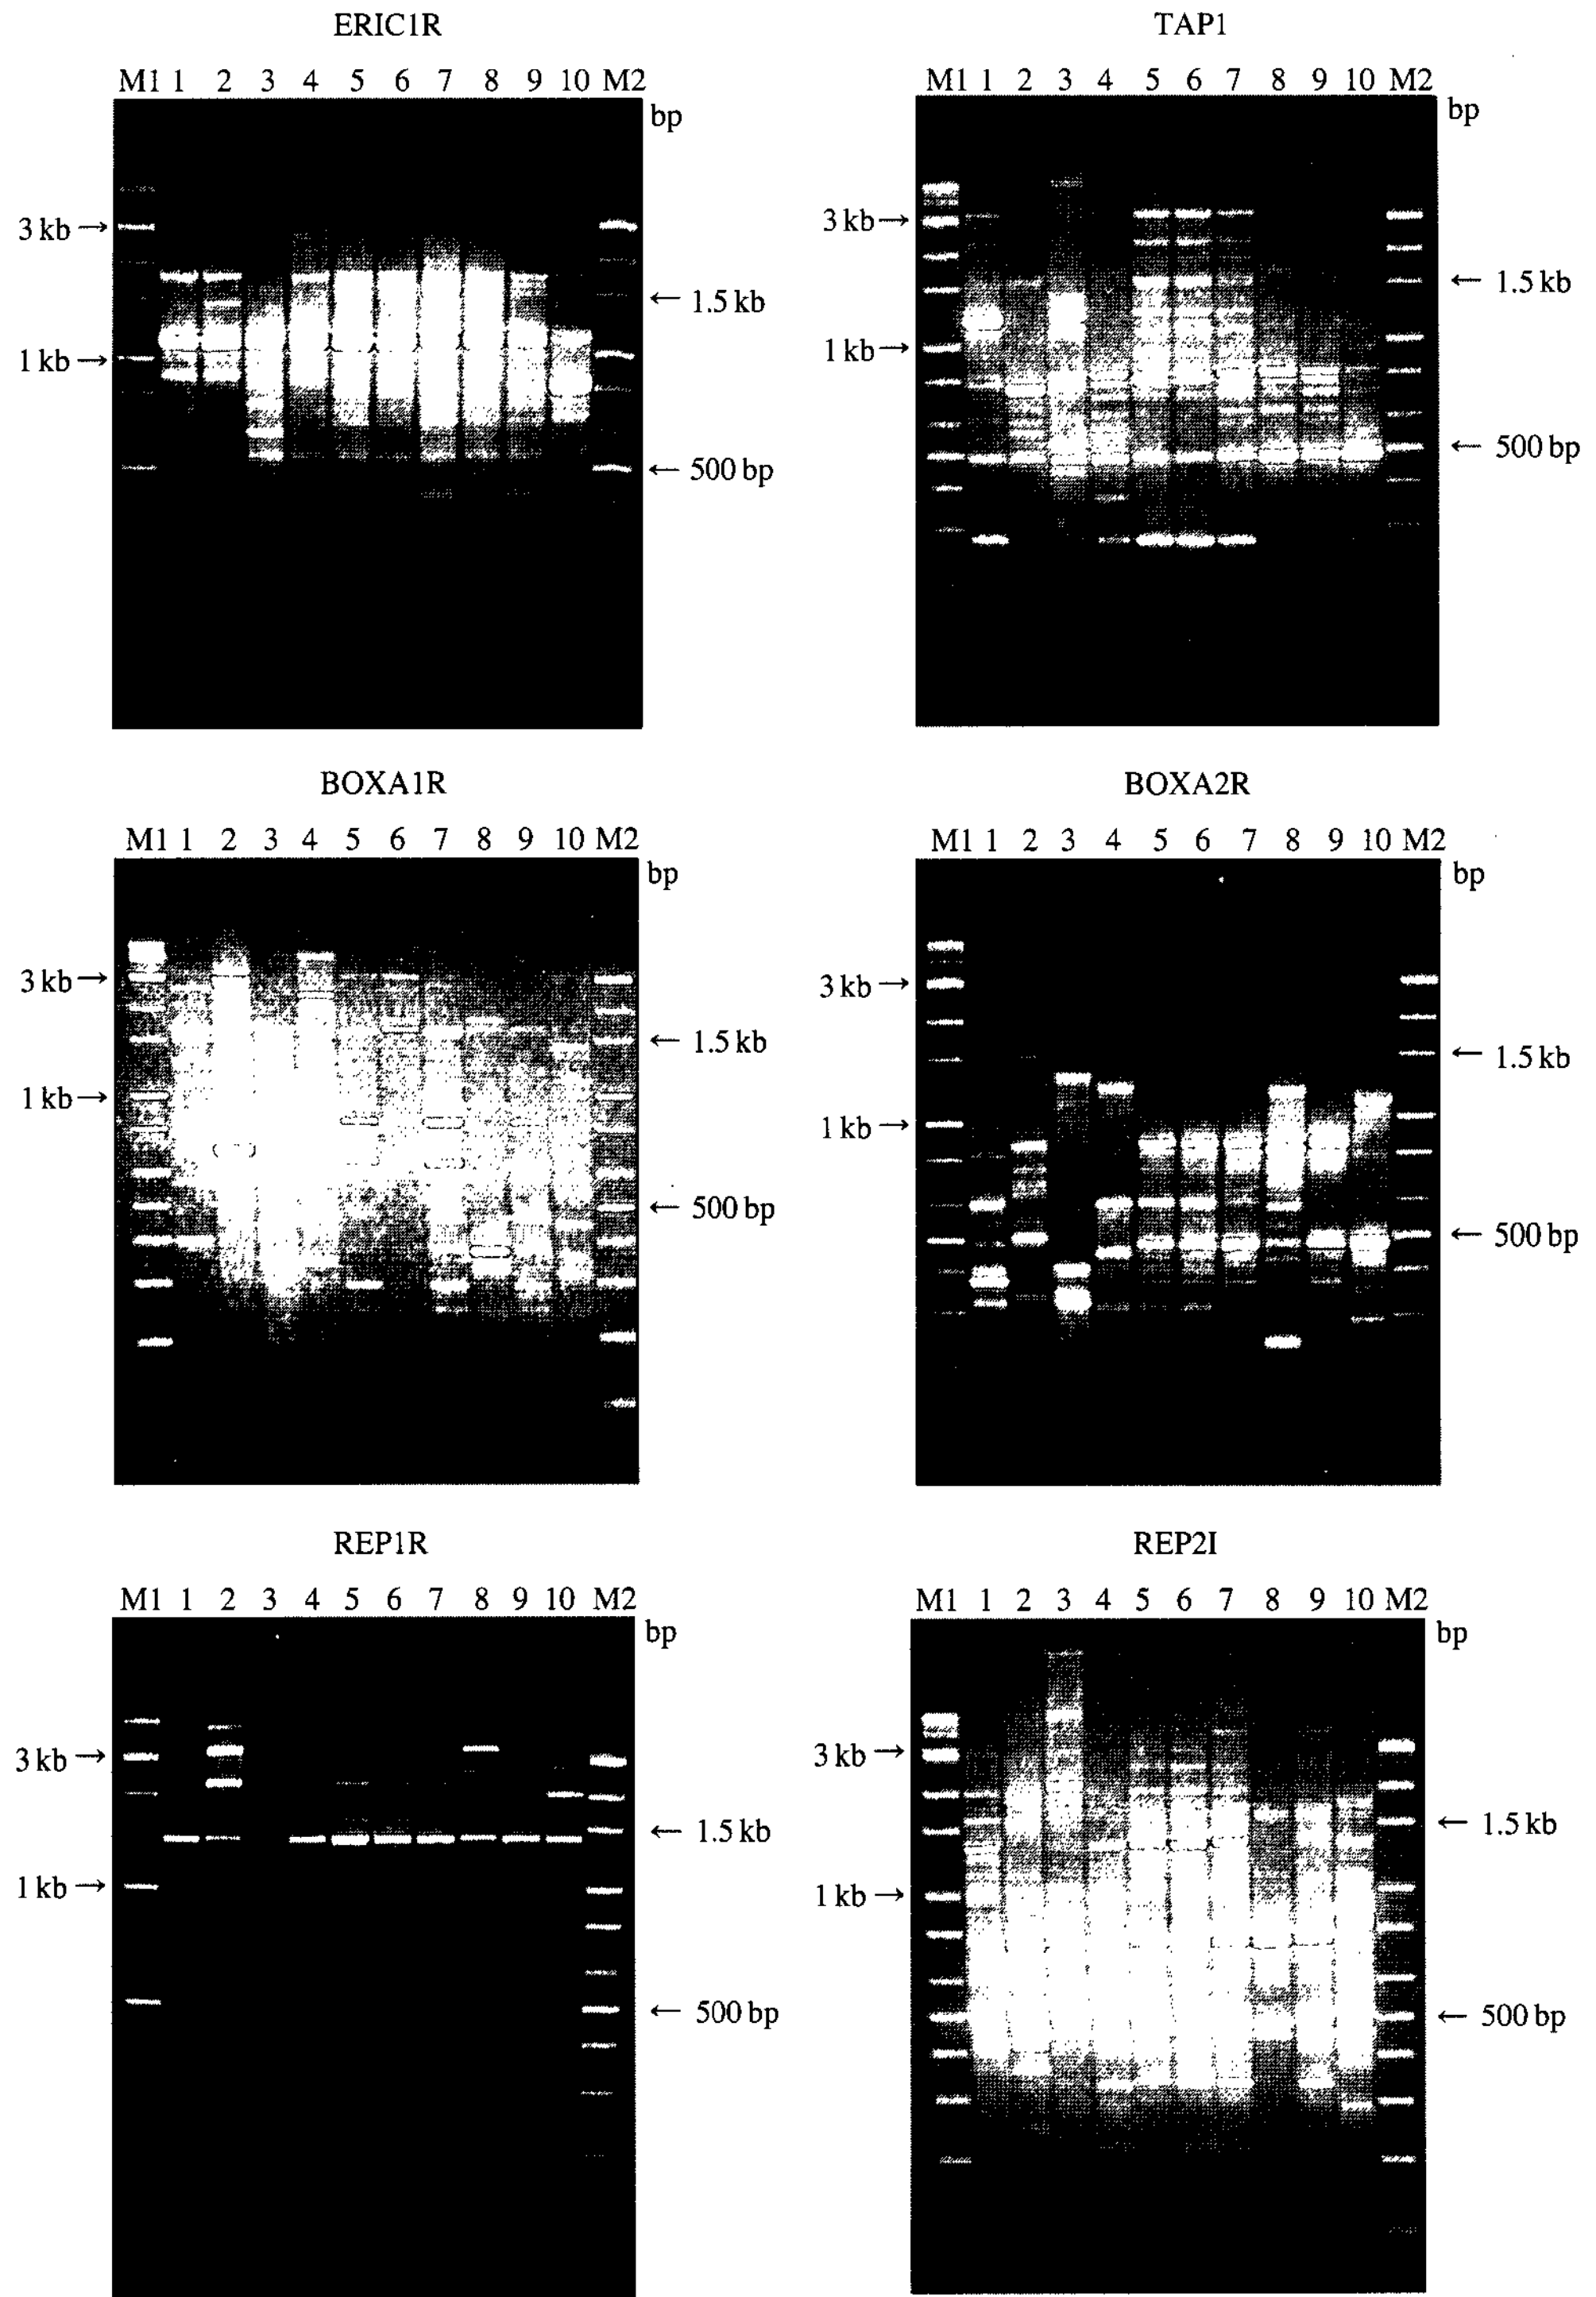 ERIC1R
M1 1 2 3 4 5 6 7 8 9 10 M2
bp
3 kb →
← 1.5 kb
1 kb →
← 500 bp
TAP1
M1 1 2 3 4 5 6 7 8 9 10 M2
bp
3 kb →
← 1.5 kb
1 kb →
← 500 bp
BOXA1R
M1 1 2 3 4 5 6 7 8 9 10 M2
bp
3 kb →
← 1.5 kb
1 kb →
← 500 bp
BOXA2R
M1 1 2 3 4 5 6 7 8 9 10 M2
bp
3 kb →
← 1.5 kb
1 kb →
← 500 bp
REP1R
M1 1 2 3 4 5 6 7 8 9 10 M2
bp
3 kb →
← 1.5 kb
1 kb →
← 500 bp
REP2I
M1 1 2 3 4 5 6 7 8 9 10 M2
bp
3 kb →
← 1.5 kb
1 kb →
← 500 bp